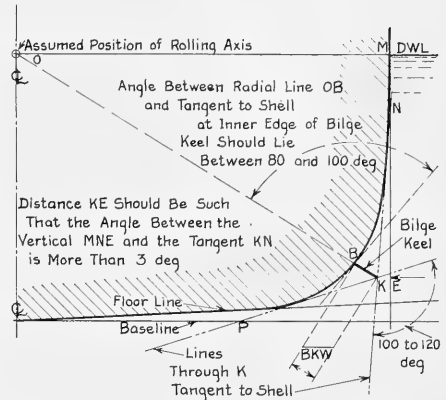 Assumed Position of Rolling Axis
O
M DWL
℄
Angle Between Radial Line OB
and Tangent to Shell
at Inner Edge of Bilge
Keel Should Lie
Between 80 and 100 deg
N
Distance KE Should Be Such
That the Angle Between the
Vertical MNE and the Tangent KN
is More Than 3 deg
Bilge
Keel
B
K E
℄
Floor Line
Baseline
P
100 to
120
deg
BKW
Lines
Through K
Tangent to Shell